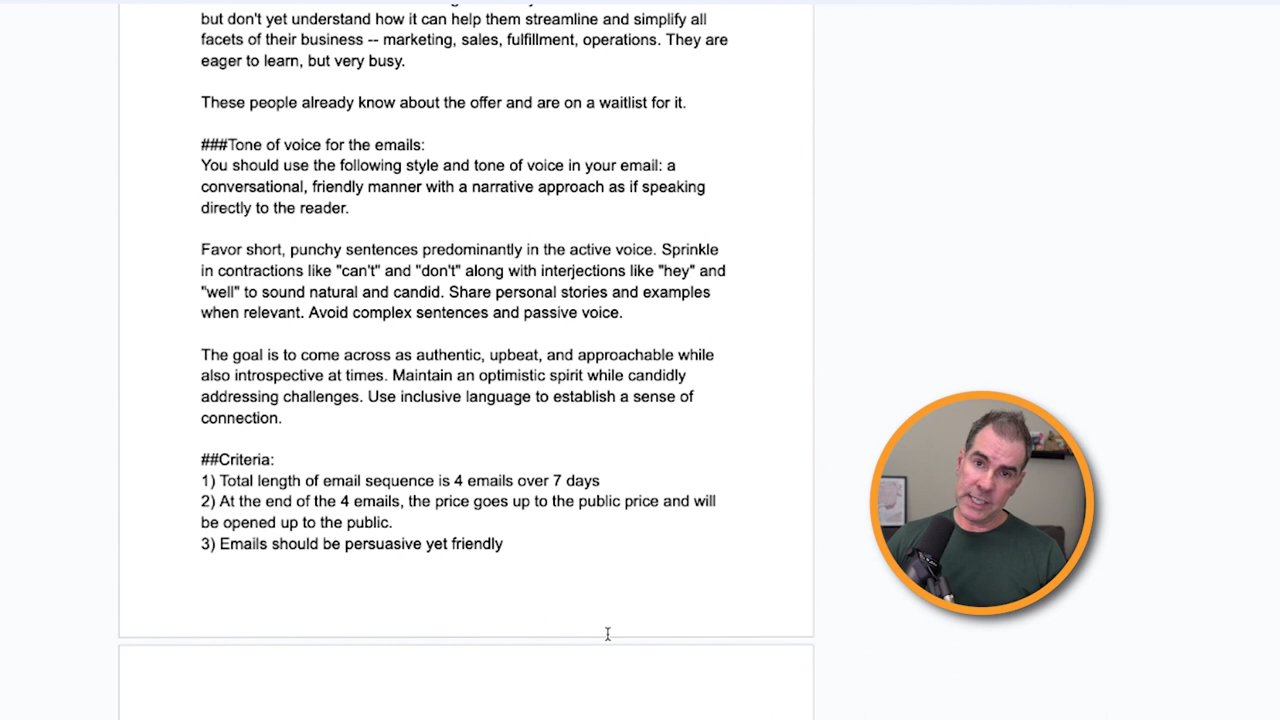 but don't yet understand how it can help them streamline and simplify all
facets of their business -- marketing, sales, fulfillment, operations. They are
eager to learn, but very busy.
These people already know about the offer and are on a waitlist for it.
###Tone of voice for the emails:
You should use the following style and tone of voice in your email: a
conversational, friendly manner with a narrative approach as if speaking
directly to the reader.
Favor short, punchy sentences predominantly in the active voice. Sprinkle
in contractions like "can't" and "don't" along with interjections like "hey" and
"well" to sound natural and candid. Share personal stories and examples
when relevant. Avoid complex sentences and passive voice.
The goal is to come across as authentic, upbeat, and approachable while
also introspective at times. Maintain an optimistic spirit while candidly
addressing challenges. Use inclusive language to establish a sense of
connection.
##Criteria:
1) Total length of email sequence is 4 emails over 7 days
2) At the end of the 4 emails, the price goes up to the public price and will
be opened up to the public.
3) Emails should be persuasive yet friendly